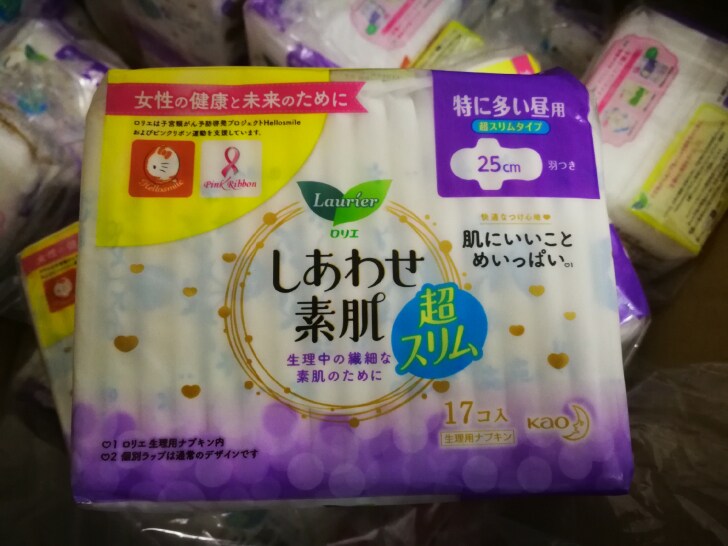 女性の健康と未来のために
ロリエは子宮頸がん予防啓発プロジェクトHellosmile
およびピンクリボン運動を支援しています。
Hellosmile
Pink Ribbon
特に多い昼用
超スリムタイプ
25cm
羽つき
Laurier
ロリエ
快適なつけ心地
肌にいいこと
めいっぱい。
しあわせ
素肌
超
スリム
生理中の繊細な
素肌のために
17コ入
生理用ナプキン
Kao
♡1 ロリエ 生理用ナプキン内
♡2 個別ラップは通常のデザインです